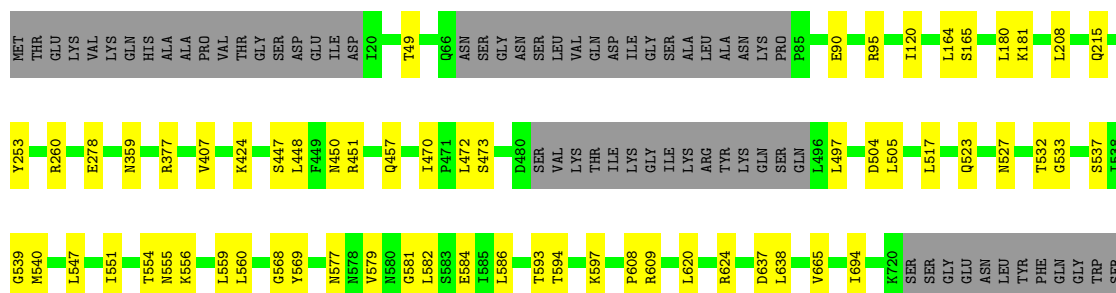 MET THR GLU LYS VAL LYS GLN HIS ALA ALA PRO VAL THR GLY SER ASP GLU ILE ASP I20 T49 Q66 ASN SER GLY ASN SER LEU VAL GLN ASP ILE GLY SER ALA LEU ALA ASN LYS PRO P85 E90 R95 I120 L164 S165 L180 K181 L208 Q215
Y253 R260 E278 N359 R377 V407 K424 S447 L448 F449 N450 R451 Q457 I470 P471 L472 S473 D480 SER VAL LYS THR ILE LYS GLY ILE LYS ARG TYR LYS GLN SER GLN L496 L497 D504 L505 L517 Q523 N527 T532 G533 S537 I538
G539 M540 L547 I551 T554 N555 K556 L559 L560 G568 Y569 N577 N578 V579 N580 G581 L582 S583 E584 I585 L586 T593 T594 K597 P608 R609 L620 R624 D637 L638 V665 I694 K720 SER SER GLY GLU ASN LEU TYR PHE GLN GLY TRP SER